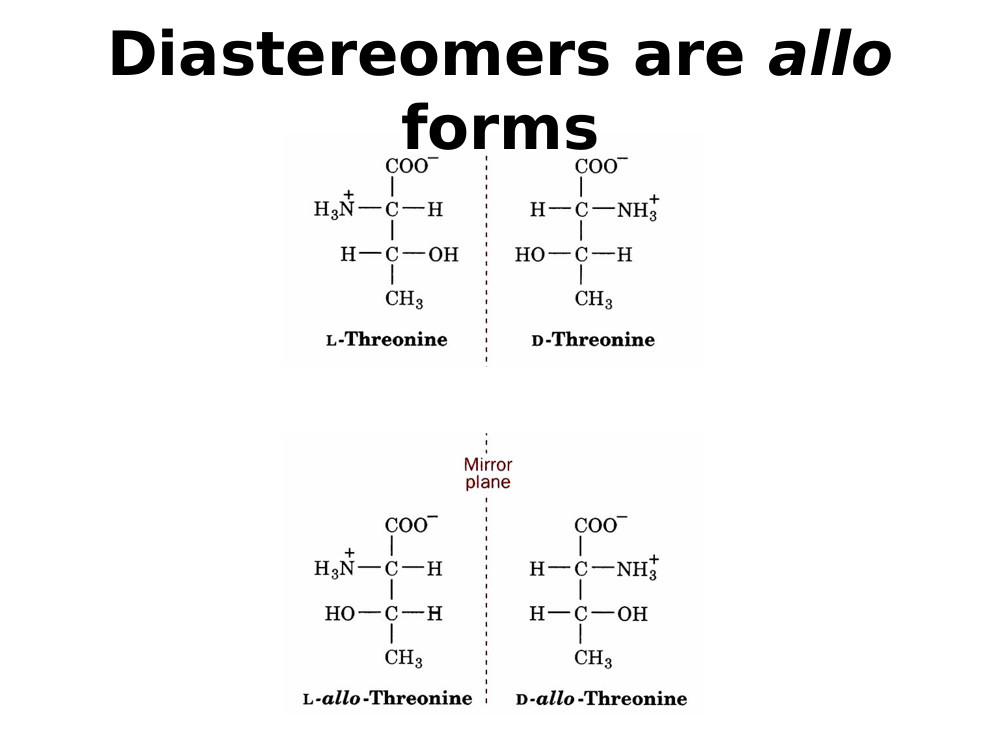 Diastereomers are allo
forms
COO⁻ COO⁻
H₃N⁺—C—H H—C—NH₃⁺
H—C—OH HO—C—H
CH₃ CH₃
L-Threonine D-Threonine
Mirror
plane
COO⁻ COO⁻
H₃N⁺—C—H H—C—NH₃⁺
HO—C—H H—C—OH
CH₃ CH₃
L-allo-Threonine D-allo-Threonine